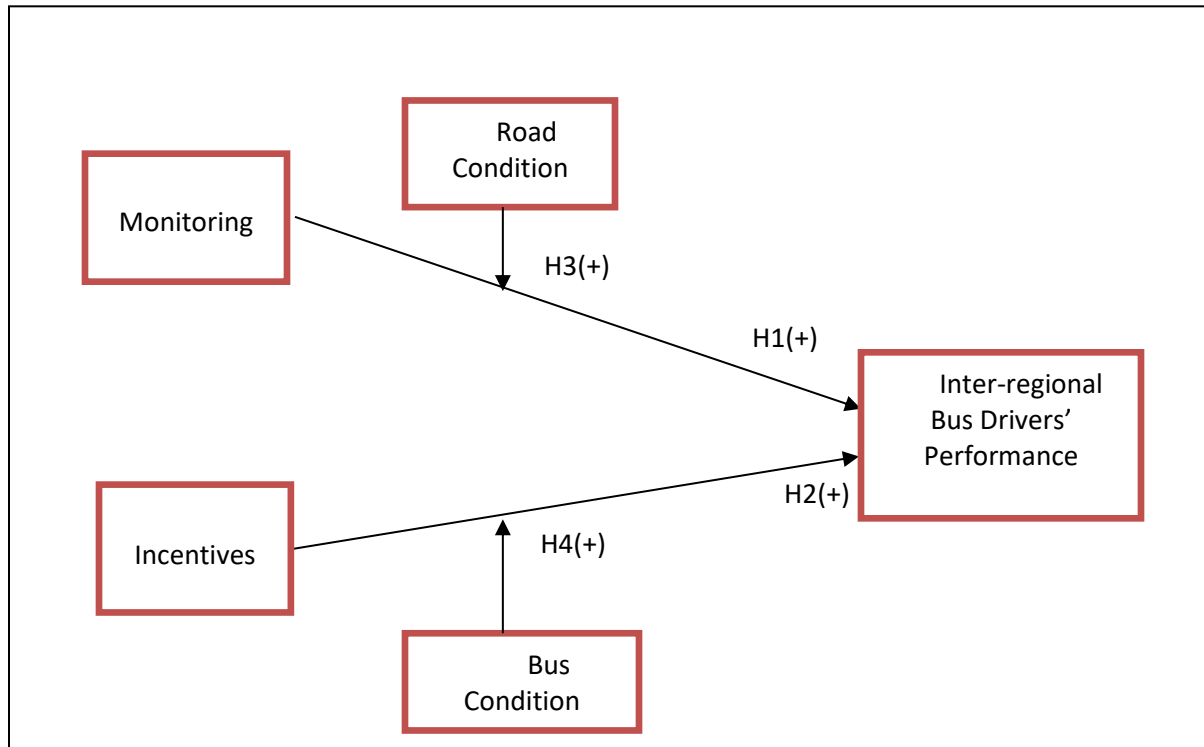 Road
Condition
Monitoring
H3(+)
H1(+)
Inter-regional
Bus Drivers’
Performance
H2(+)
Incentives
H4(+)
Bus
Condition